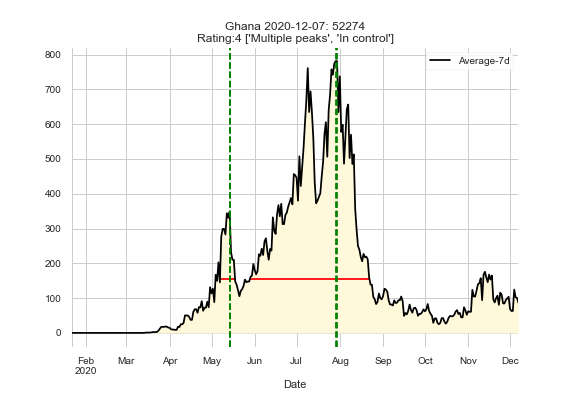 Ghana 2020-12-07: 52274
Rating:4 ['Multiple peaks', 'In control']
Average-7d
800
700
600
500
400
300
200
100
0
Feb Mar Apr May Jun Jul Aug Sep Oct Nov Dec
2020
Date